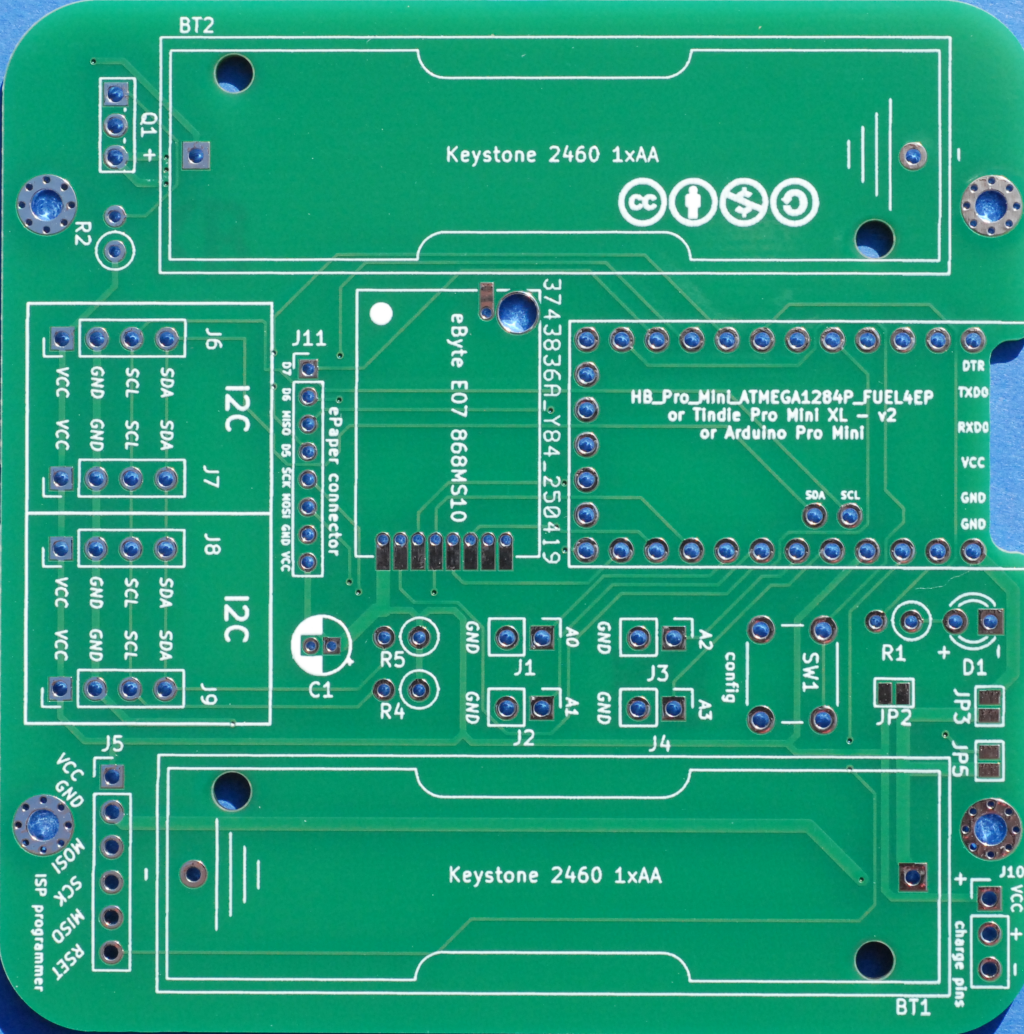 BT2
Q1
+
Keystone 2460 1xAA
-
R2
J6
VCC GND SCL SDA
I2C
VCC GND SCL SDA
J7
J8
VCC GND SCL SDA
I2C
VCC GND SCL SDA
J9
J11
D7
D6
MISO
D5
SCK
MOSI
GND
VCC
ePaper connector
eByte E07 868MS10
3743836A_Y84_250419
HB_Pro_Mini_ATMEGA1284P_FUEL4EP
or Tindie Pro Mini XL - v2
or Arduino Pro Mini
DTR
TXD0
RXD0
VCC
GND
GND
SDA SCL
C1
+
R5
R4
GND A0
J1
GND A1
J2
GND A2
J3
GND A3
J4
config
SW1
R1
+ -
D1
JP2
JP3
JP5
J5
VCC
GND
MOSI
SCK
MISO
RSET
ISP programmer
-
Keystone 2460 1xAA
+
BT1
J10
VCC
+
-
charge pins